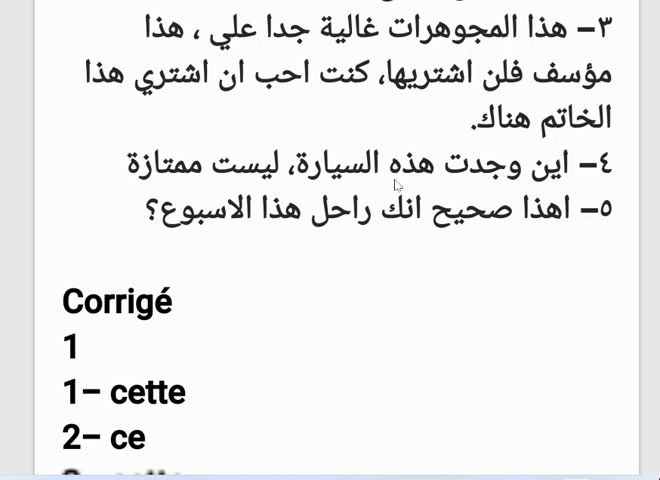 ٣– هذا المجوهرات غالية جدا علي ، هذا
مؤسف فلن اشتريها، كنت احب ان اشتري هذا
الخاتم هناك.
٤– اين وجدت هذه السيارة، ليست ممتازة
٥– اهذا صحيح انك راحل هذا الاسبوع؟
Corrigé
1
1– cette
2– ce